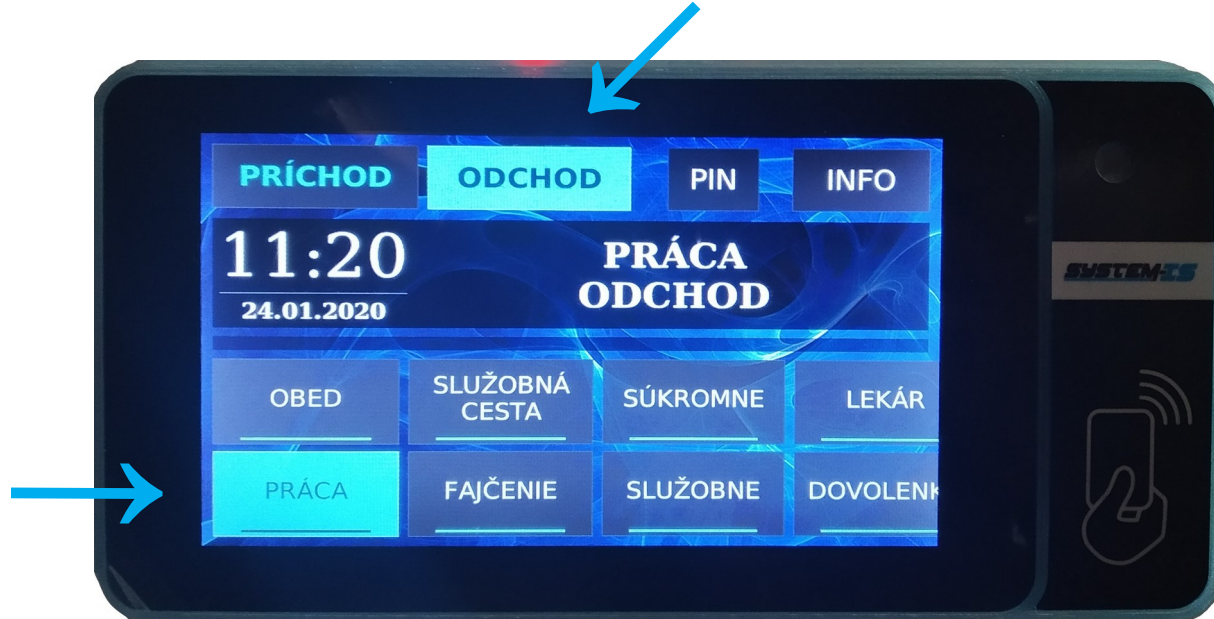 PRÍCHOD ODCHOD PIN INFO
11:20
24.01.2020
PRÁCA
ODCHOD
SYSTEM-IS
OBED
SLUŽOBNÁ
CESTA
SÚKROMNE
LEKÁR
PRÁCA FAJČENIE SLUŽOBNE DOVOLENK